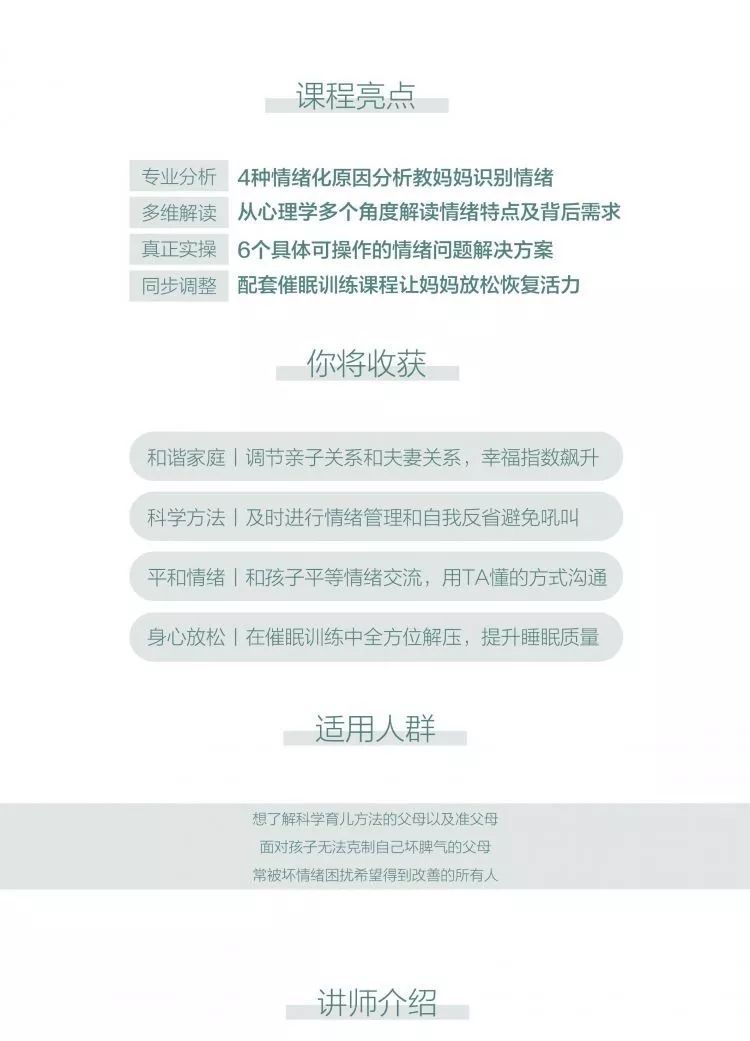 课程亮点
专业分析 4种情绪化原因分析教妈妈识别情绪
多维解读 从心理学多个角度解读情绪特点及背后需求
真正实操 6个具体可操作的情绪问题解决方案
同步调整 配套催眠训练课程让妈妈放松恢复活力
你将收获
和谐家庭丨调节亲子关系和夫妻关系，幸福指数飙升
科学方法丨及时进行情绪管理和自我反省避免吼叫
平和情绪丨和孩子平等情绪交流，用TA懂的方式沟通
身心放松丨在催眠训练中全方位解压，提升睡眠质量
适用人群
想了解科学育儿方法的父母以及准父母
面对孩子无法克制自己坏脾气的父母
常被坏情绪困扰希望得到改善的所有人
讲师介绍